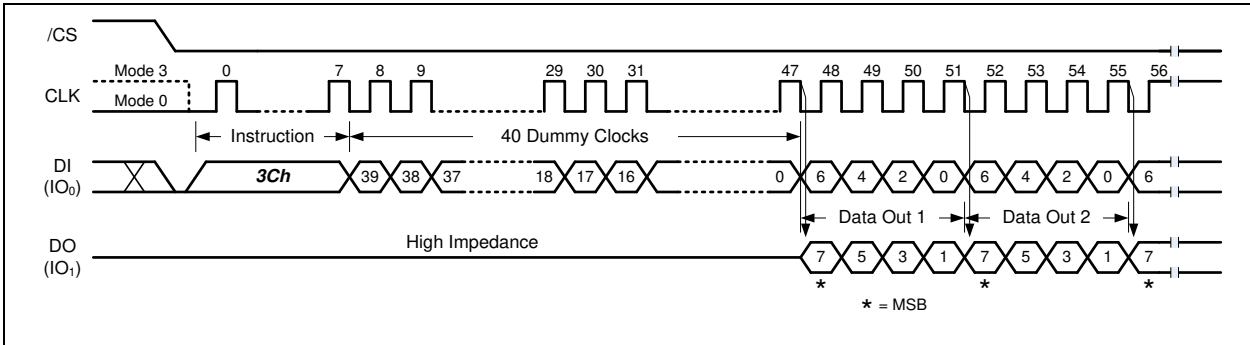 /CS
Mode 3 0 7 8 9 29 30 31 47 48 49 50 51 52 53 54 55 56
CLK Mode 0
Instruction 40 Dummy Clocks
DI
(IO₀)
3Ch 39 38 37 18 17 16 0 6 4 2 0 6 4 2 0 6
Data Out 1 Data Out 2
High Impedance
DO
(IO₁)
7 5 3 1 7 5 3 1 7
* * *
* = MSB